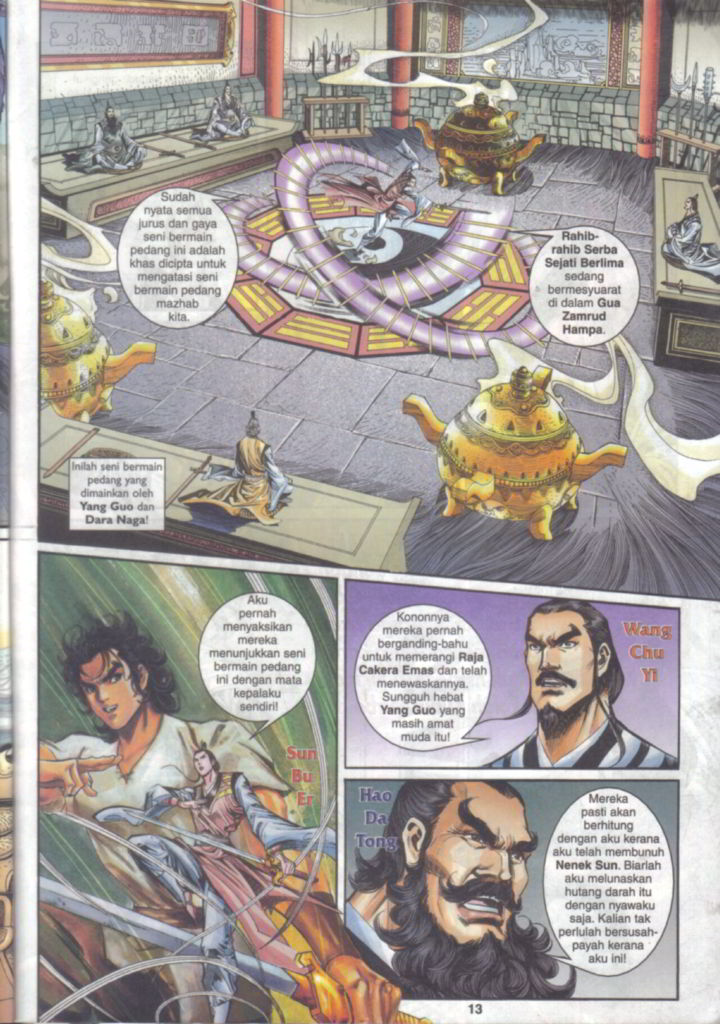 Sudah
nyata semua
jurus dan gaya
seni bermain
pedang ini adalah
khas dicipta untuk
mengatasi seni
bermain pedang
mazhab
kita.
Rahib-
rahib Serba
Sejati Berlima
sedang
bermesyuarat
di dalam Gua
Zamrud
Hampa.
Inilah seni bermain
pedang yang
dimainkan oleh
Yang Guo dan
Dara Naga!
Aku
pernah
menyaksikan
mereka
menunjukkan seni
bermain pedang
ini dengan mata
kepalaku
sendiri!
Sun
Bu
Er
Kononnya
mereka pernah
berganding-bahu
untuk memerangi Raja
Cakera Emas dan telah
menewaskannya.
Sungguh hebat
Yang Guo yang
masih amat
muda itu!
Wang
Chu
Yi
Hao
Da
Tong
Mereka
pasti akan
berhitung
dengan aku kerana
aku telah membunuh
Nenek Sun. Biarlah
aku melunaskan
hutang darah itu
dengan nyawaku
saja. Kalian tak
perlulah bersusah-
payah kerana
aku ini!
13